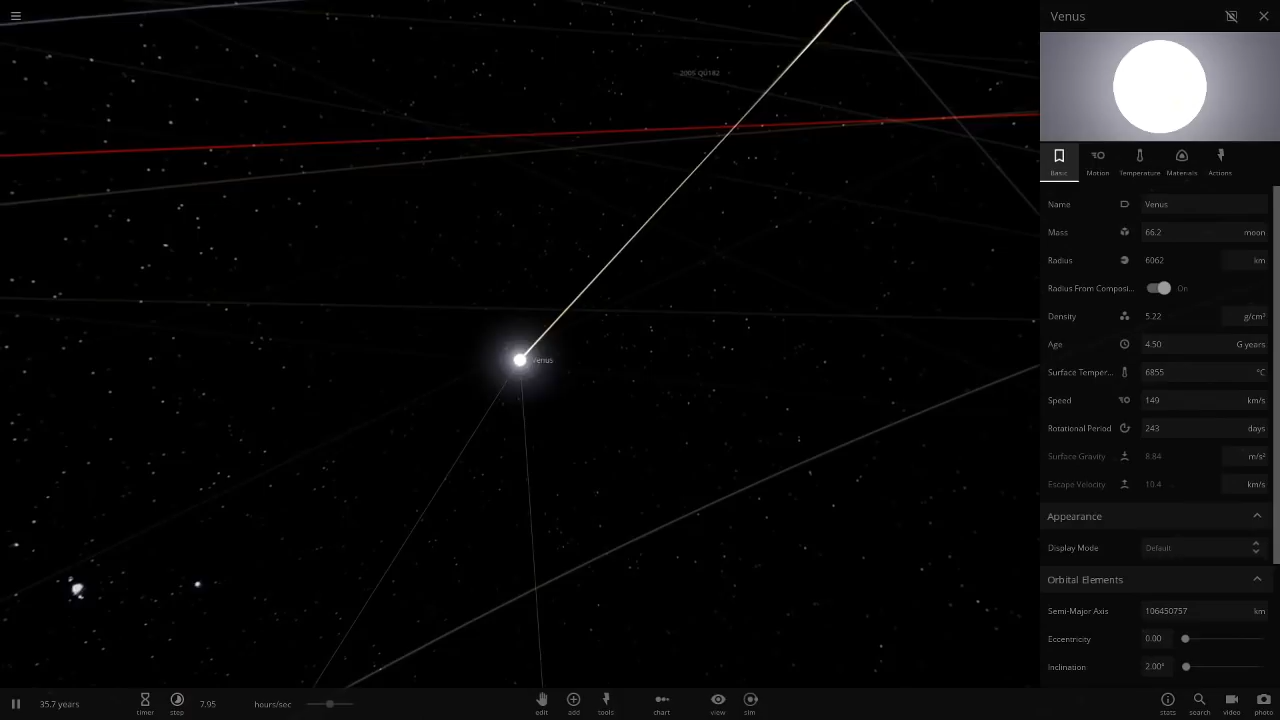 Venus
2005 QU182
Basic Motion Temperature Materials Actions
Name Venus
Mass 66.2 moon
Radius 6062 km
Radius From Composi... On
Density 5.22 g/cm³
Age 4.50 G years
Venus
Surface Temper... 6855 °C
Speed 149 km/s
Rotational Period 243 days
Surface Gravity 8.84 m/s²
Escape Velocity 10.4 km/s
Appearance
Display Mode Default
Orbital Elements
Semi-Major Axis 106450757 km
Eccentricity 0.00
Inclination 2.00°
35.7 years timer step 7.95 hours/sec edit add tools chart view sim stats search video photo